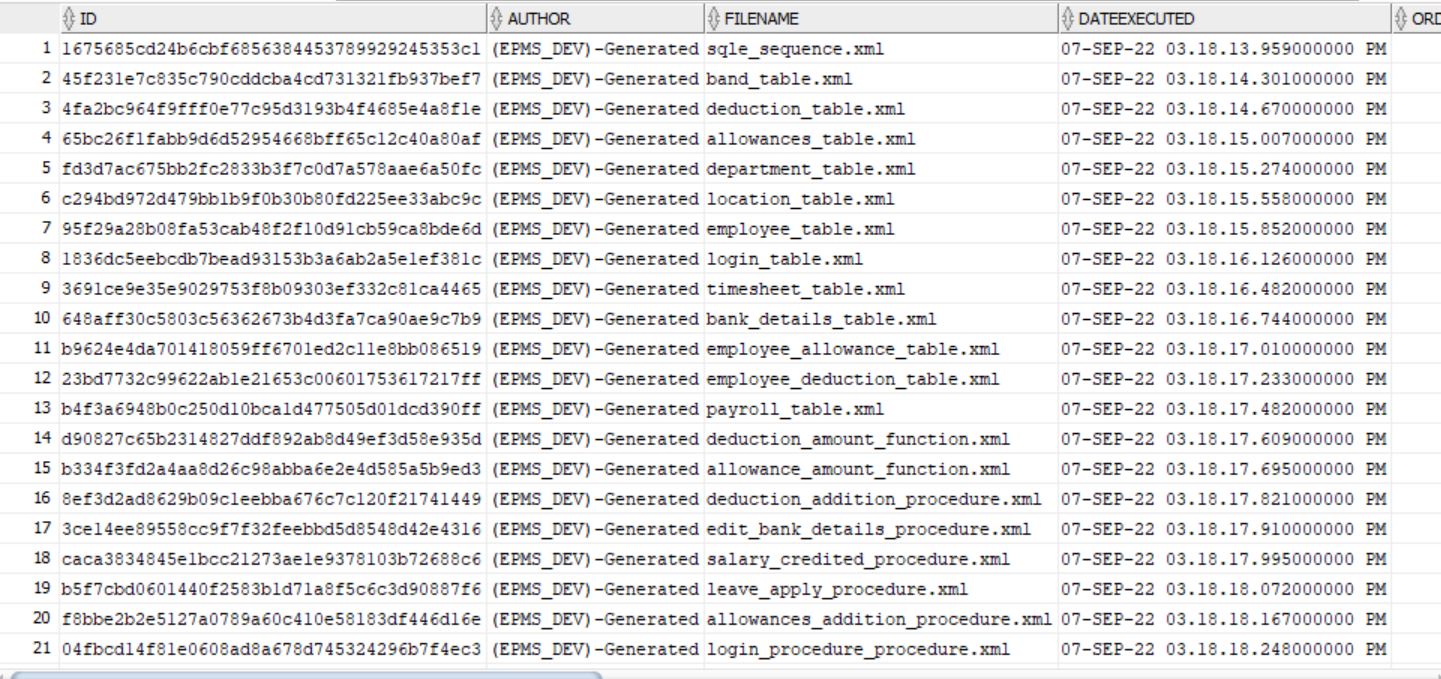 ID AUTHOR FILENAME DATEEXECUTED ORD
1 1675685cd24b6cbf6856384453789929245353c1 (EPMS_DEV)-Generated sqle_sequence.xml 07-SEP-22 03.18.13.959000000 PM
2 45f231e7c835c790cddcba4cd731321fb937bef7 (EPMS_DEV)-Generated band_table.xml 07-SEP-22 03.18.14.301000000 PM
3 4fa2bc964f9fff0e77c95d3193b4f4685e4a8f1e (EPMS_DEV)-Generated deduction_table.xml 07-SEP-22 03.18.14.670000000 PM
4 65bc26f1fabb9d6d52954668bff65c12c40a80af (EPMS_DEV)-Generated allowances_table.xml 07-SEP-22 03.18.15.007000000 PM
5 fd3d7ac675bb2fc2833b3f7c0d7a578aae6a50fc (EPMS_DEV)-Generated department_table.xml 07-SEP-22 03.18.15.274000000 PM
6 c294bd972d479bb1b9f0b30b80fd225ee33abc9c (EPMS_DEV)-Generated location_table.xml 07-SEP-22 03.18.15.558000000 PM
7 95f29a28b08fa53cab48f2f10d91cb59ca8bde6d (EPMS_DEV)-Generated employee_table.xml 07-SEP-22 03.18.15.852000000 PM
8 1836dc5eebcdb7bead93153b3a6ab2a5e1ef381c (EPMS_DEV)-Generated login_table.xml 07-SEP-22 03.18.16.126000000 PM
9 3691ce9e35e9029753f8b09303ef332c81ca4465 (EPMS_DEV)-Generated timesheet_table.xml 07-SEP-22 03.18.16.482000000 PM
10 648aff30c5803c56362673b4d3fa7ca90ae9c7b9 (EPMS_DEV)-Generated bank_details_table.xml 07-SEP-22 03.18.16.744000000 PM
11 b9624e4da701418059ff6701ed2c11e8bb086519 (EPMS_DEV)-Generated employee_allowance_table.xml 07-SEP-22 03.18.17.010000000 PM
12 23bd7732c99622ab1e21653c00601753617217ff (EPMS_DEV)-Generated employee_deduction_table.xml 07-SEP-22 03.18.17.233000000 PM
13 b4f3a6948b0c250d10bca1d477505d01dcd390ff (EPMS_DEV)-Generated payroll_table.xml 07-SEP-22 03.18.17.482000000 PM
14 d90827c65b2314827ddf892ab8d49ef3d58e935d (EPMS_DEV)-Generated deduction_amount_function.xml 07-SEP-22 03.18.17.609000000 PM
15 b334f3fd2a4aa8d26c98abba6e2e4d585a5b9ed3 (EPMS_DEV)-Generated allowance_amount_function.xml 07-SEP-22 03.18.17.695000000 PM
16 8ef3d2ad8629b09c1eebba676c7c120f21741449 (EPMS_DEV)-Generated deduction_addition_procedure.xml 07-SEP-22 03.18.17.821000000 PM
17 3ce14ee89558cc9f7f32feebbd5d8548d42e4316 (EPMS_DEV)-Generated edit_bank_details_procedure.xml 07-SEP-22 03.18.17.910000000 PM
18 caca3834845e1bcc21273ae1e9378103b72688c6 (EPMS_DEV)-Generated salary_credited_procedure.xml 07-SEP-22 03.18.17.995000000 PM
19 b5f7cbd0601440f2583b1d71a8f5c6c3d90887f6 (EPMS_DEV)-Generated leave_apply_procedure.xml 07-SEP-22 03.18.18.072000000 PM
20 f8bbe2b2e5127a0789a60c410e58183df446d16e (EPMS_DEV)-Generated allowances_addition_procedure.xml 07-SEP-22 03.18.18.167000000 PM
21 04fbcd14f81e0608ad8a678d745324296b7f4ec3 (EPMS_DEV)-Generated login_procedure_procedure.xml 07-SEP-22 03.18.18.248000000 PM